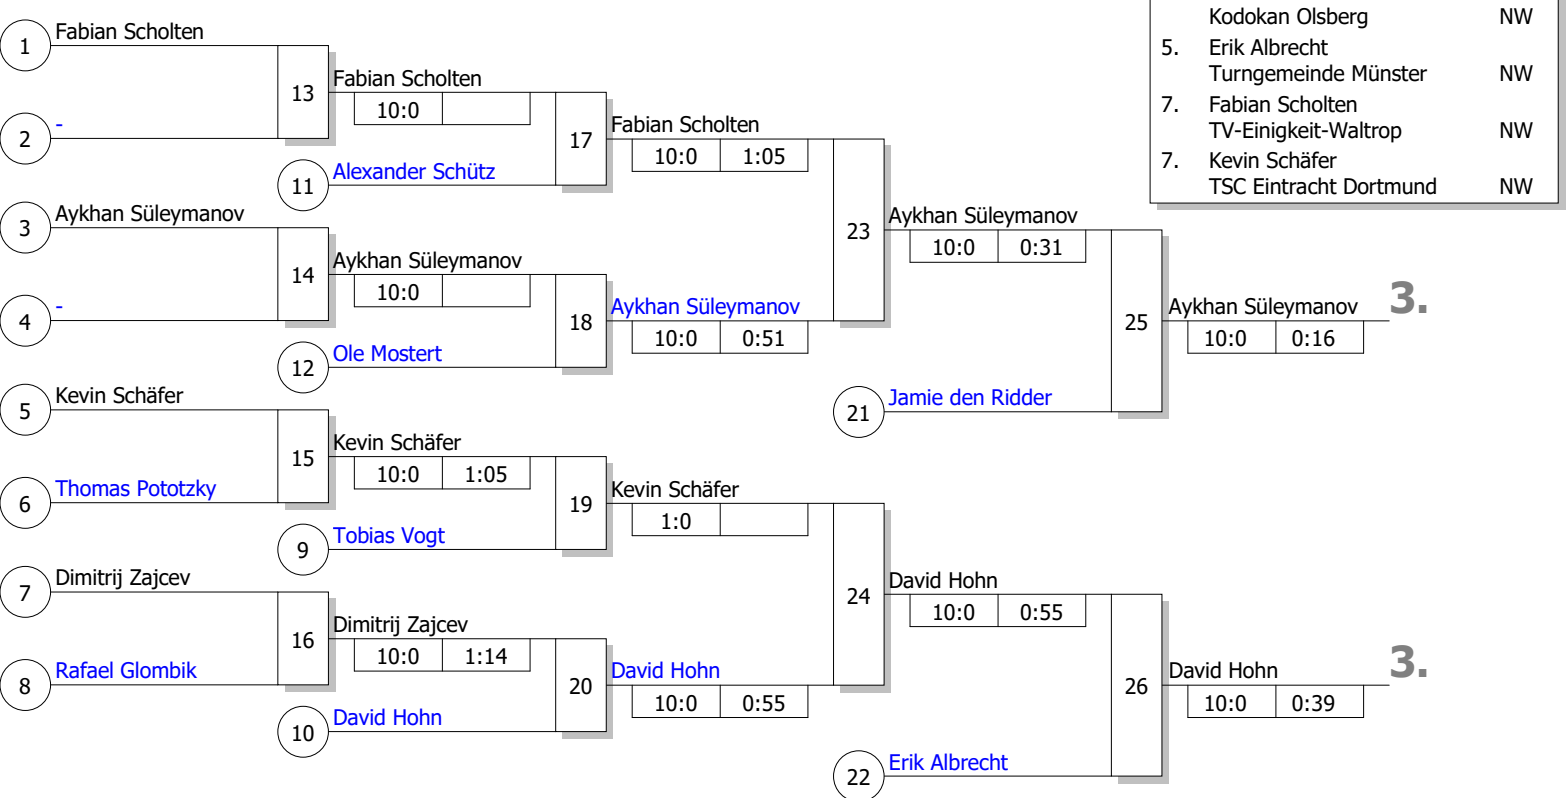 Kodokan Olsberg NW
5. Erik Albrecht
Turngemeinde Münster NW
7. Fabian Scholten
TV-Einigkeit-Waltrop NW
7. Kevin Schäfer
TSC Eintracht Dortmund NW
1 Fabian Scholten
13
Fabian Scholten
10:0
2 -
17
Fabian Scholten
10:0 1:05
11 Alexander Schütz
3 Aykhan Süleymanov
23
Aykhan Süleymanov
10:0 0:31
14
Aykhan Süleymanov
10:0
4 -
18
Aykhan Süleymanov
10:0 0:51
12 Ole Mostert
25
Aykhan Süleymanov 3.
10:0 0:16
5 Kevin Schäfer
21 Jamie den Ridder
15
Kevin Schäfer
10:0 1:05
6 Thomas Pototzky
19
Kevin Schäfer
1:0
9 Tobias Vogt
7 Dimitrij Zajcev
24
David Hohn
10:0 0:55
16
Dimitrij Zajcev
10:0 1:14
8 Rafael Glombik
20
David Hohn
10:0 0:55
10 David Hohn
26
David Hohn 3.
10:0 0:39
22 Erik Albrecht